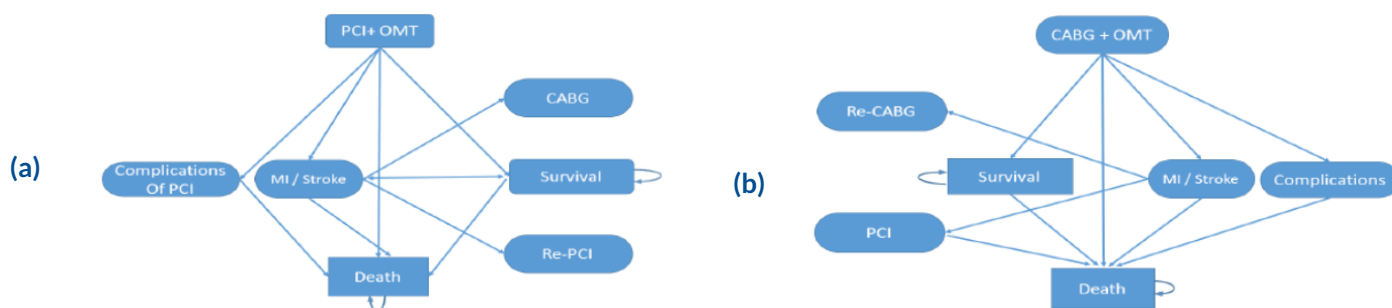 (a)
PCI+ OMT
CABG
Complications
Of PCI
MI / Stroke
Survival
Re-PCI
Death
(b)
CABG + OMT
Re-CABG
Survival
MI / Stroke
Complications
PCI
Death